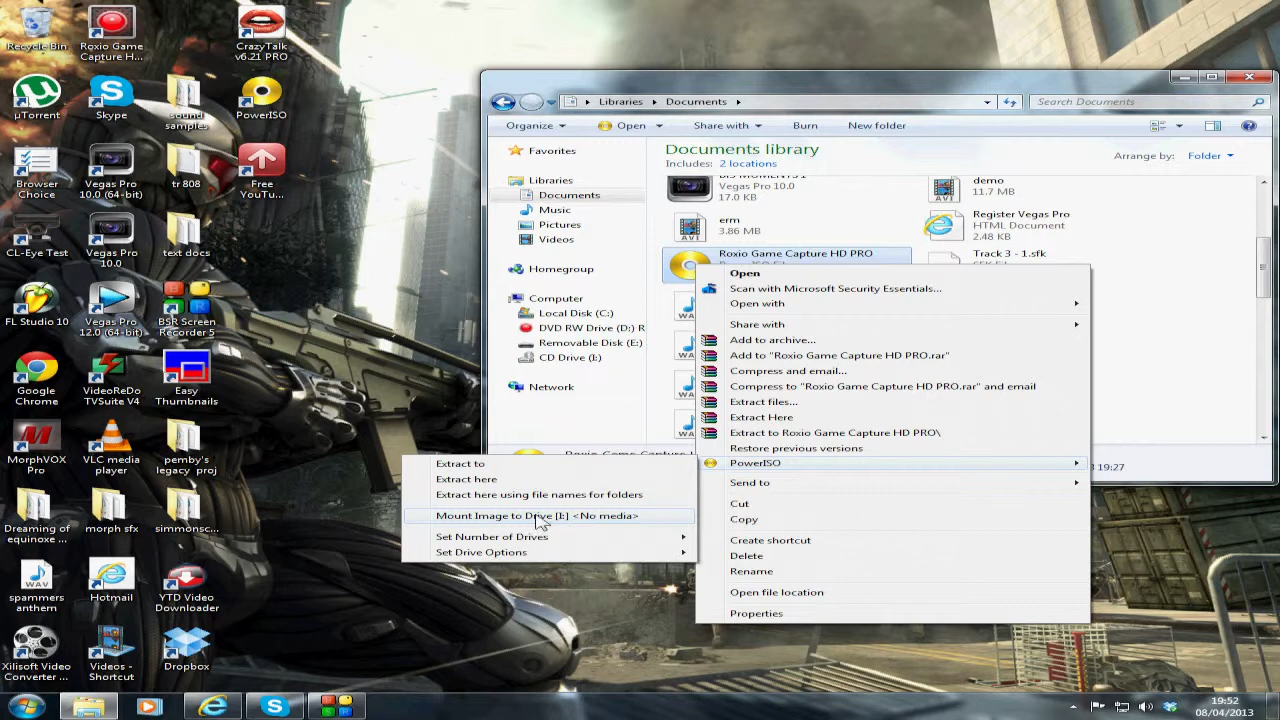 Recycle Bin
Roxio Game
Capture H...
CrazyTalk
v6.21 PRO
µTorrent
Skype
sound
samples
PowerISO
Browser
Choice
Vegas Pro
10.0 (64-bit)
tr 808
Free
YouTu...
CL-Eye Test
Vegas Pro
10.0
text docs
FL Studio 10
Vegas Pro
12.0 (64-bit)
BSR Screen
Recorder 5
Google
Chrome
VideoReDo
TVSuite V4
Easy
Thumbnails
MorphVOX
Pro
VLC media
player
pemby's
legacy proj
Dreaming of
equinoxe ...
morph sfx
simmonsc...
spammers
anthem
Hotmail
YTD Video
Downloader
Xilisoft Video
Converter ...
Videos -
Shortcut
Dropbox
Libraries
Documents
Search Documents
Organize
Open
Share with
Burn
New folder
Favorites
Libraries
Documents
Music
Pictures
Videos
Homegroup
Computer
Local Disk (C:)
DVD RW Drive (D:) R
Removable Disk (E:)
CD Drive (I:)
Network
Documents library
Includes: 2 locations
Arrange by: Folder
Vegas Pro 10.0
17.0 KB
demo
11.7 MB
erm
3.86 MB
Register Vegas Pro
HTML Document
2.48 KB
Roxio Game Capture HD PRO
Track 3 - 1.sfk
Open
Scan with Microsoft Security Essentials...
Open with
Share with
Add to archive...
Add to "Roxio Game Capture HD PRO.rar"
Compress and email...
Compress to "Roxio Game Capture HD PRO.rar" and email
Extract files...
Extract Here
Extract to Roxio Game Capture HD PRO\
Restore previous versions
PowerISO
Send to
Cut
Copy
Create shortcut
Delete
Rename
Open file location
Properties
Extract to
Extract here
Extract here using file names for folders
Mount Image to Drive [I:] <No media>
Set Number of Drives
Set Drive Options
19:27
19:52
08/04/2013